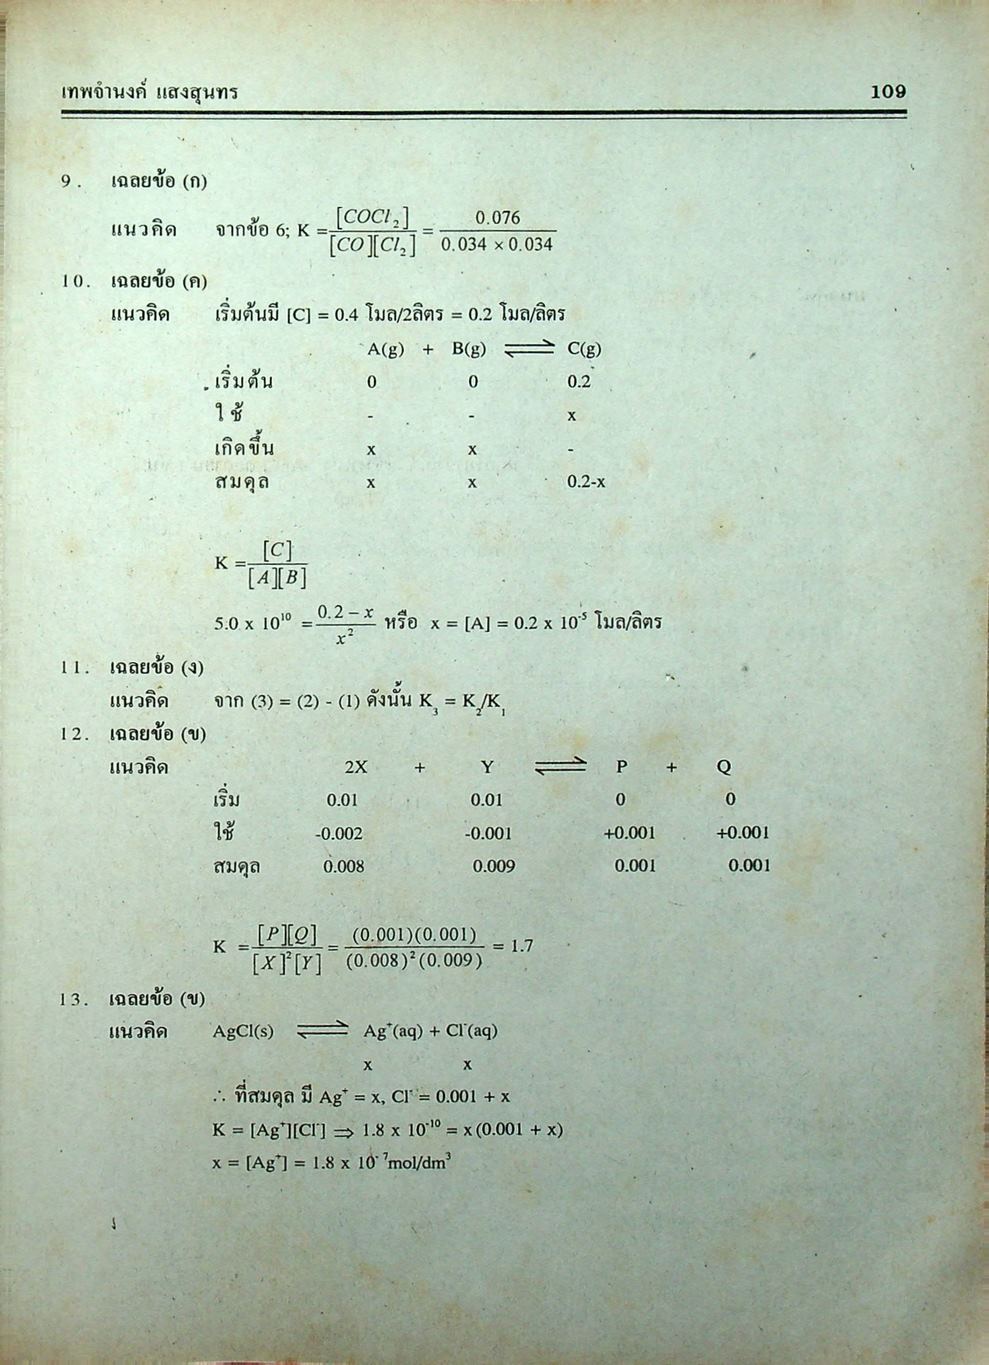 เทพจำนงค์ แสงสุนทร 109
9. เฉลยข้อ (ก)
แนวคิด จากข้อ 6; K = [COCl₂] / [CO][Cl₂] = 0.076 / 0.034 × 0.034
10. เฉลยข้อ (ค)
แนวคิด เริ่มต้นมี [C] = 0.4 โมล/2ลิตร = 0.2 โมล/ลิตร
A(g) + B(g) ⇌ C(g)
เริ่มต้น 0 0 0.2
ใช้ - - x
เกิดขึ้น x x -
สมดุล x x 0.2-x
K = [C] / [A][B]
5.0 x 10¹⁰ = 0.2 − x / x² หรือ x = [A] = 0.2 x 10⁻⁵ โมล/ลิตร
11. เฉลยข้อ (ง)
แนวคิด จาก (3) = (2) - (1) ดังนั้น K₃ = K₂/K₁
12. เฉลยข้อ (ข)
แนวคิด 2X + Y ⇌ P + Q
เริ่ม 0.01 0.01 0 0
ใช้ -0.002 -0.001 +0.001 +0.001
สมดุล 0.008 0.009 0.001 0.001
K = [P][Q] / [X]²[Y] = (0.001)(0.001) / (0.008)²(0.009) = 1.7
13. เฉลยข้อ (ข)
แนวคิด AgCl(s) ⇌ Ag⁺(aq) + Cl⁻(aq)
x x
∴ ที่สมดุล มี Ag⁺ = x, Cl⁻ = 0.001 + x
K = [Ag⁺][Cl⁻] ⇒ 1.8 x 10⁻¹⁰ = x(0.001 + x)
x = [Ag⁺] = 1.8 x 10⁻⁷mol/dm³